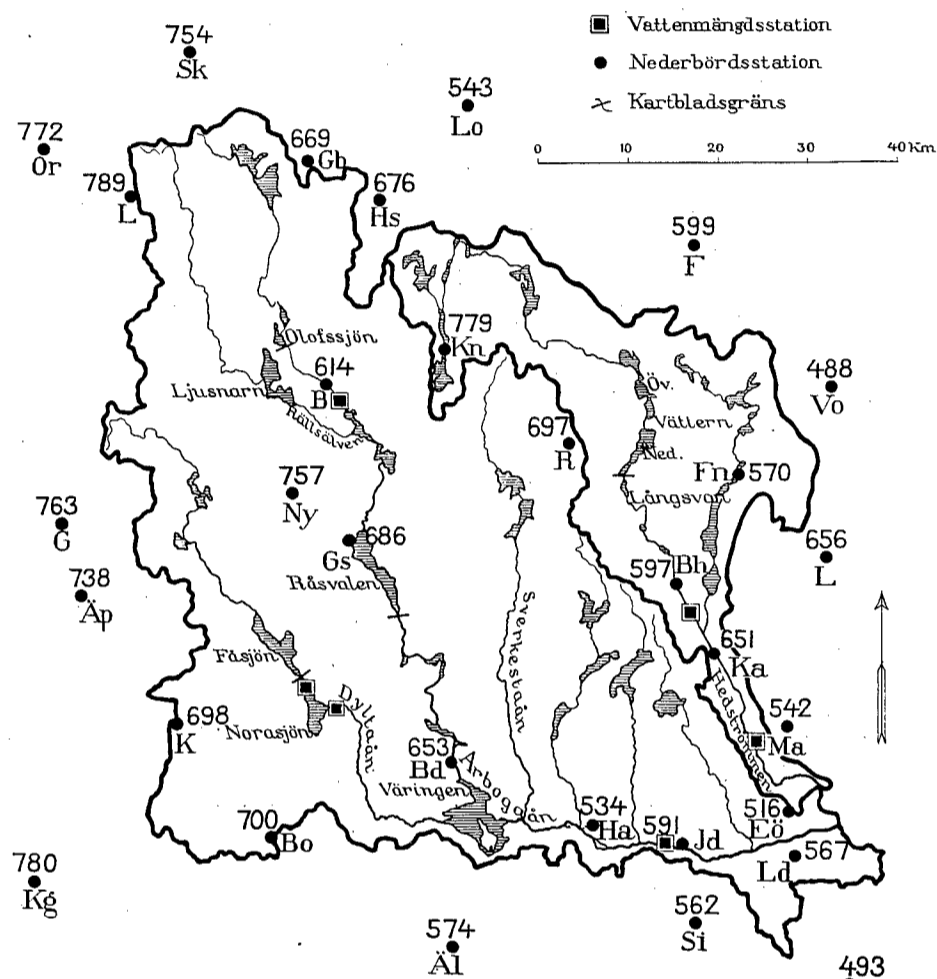 754
Sk
Vattenmängdsstation
Nederbördsstation
Kartbladsgräns
543
Lo
0 10 20 30 40 Km
772
Or
669
Gb
789
L
676
Hs
599
F
Olofssjön
779
Kn
614
B
Ljusnarn
Rällsälven
488
Vo
Öv.
Vättern
Ned.
697
R
Fn 570
Långsvan
757
Ny
763
G
686
Gs
Råsvalen
656
L
738
Äp
Bh
597
Sverkestaån
Fåsjön
651
Ka
Hedströmmen
698
K
Norasjön
Dyltaån
542
Ma
653
Bd
Väringen
Arbogaån
700
Bo
534
Ha
591
Jd
516
Eö
567
Ld
780
Kg
574
Äl
562
Si
493